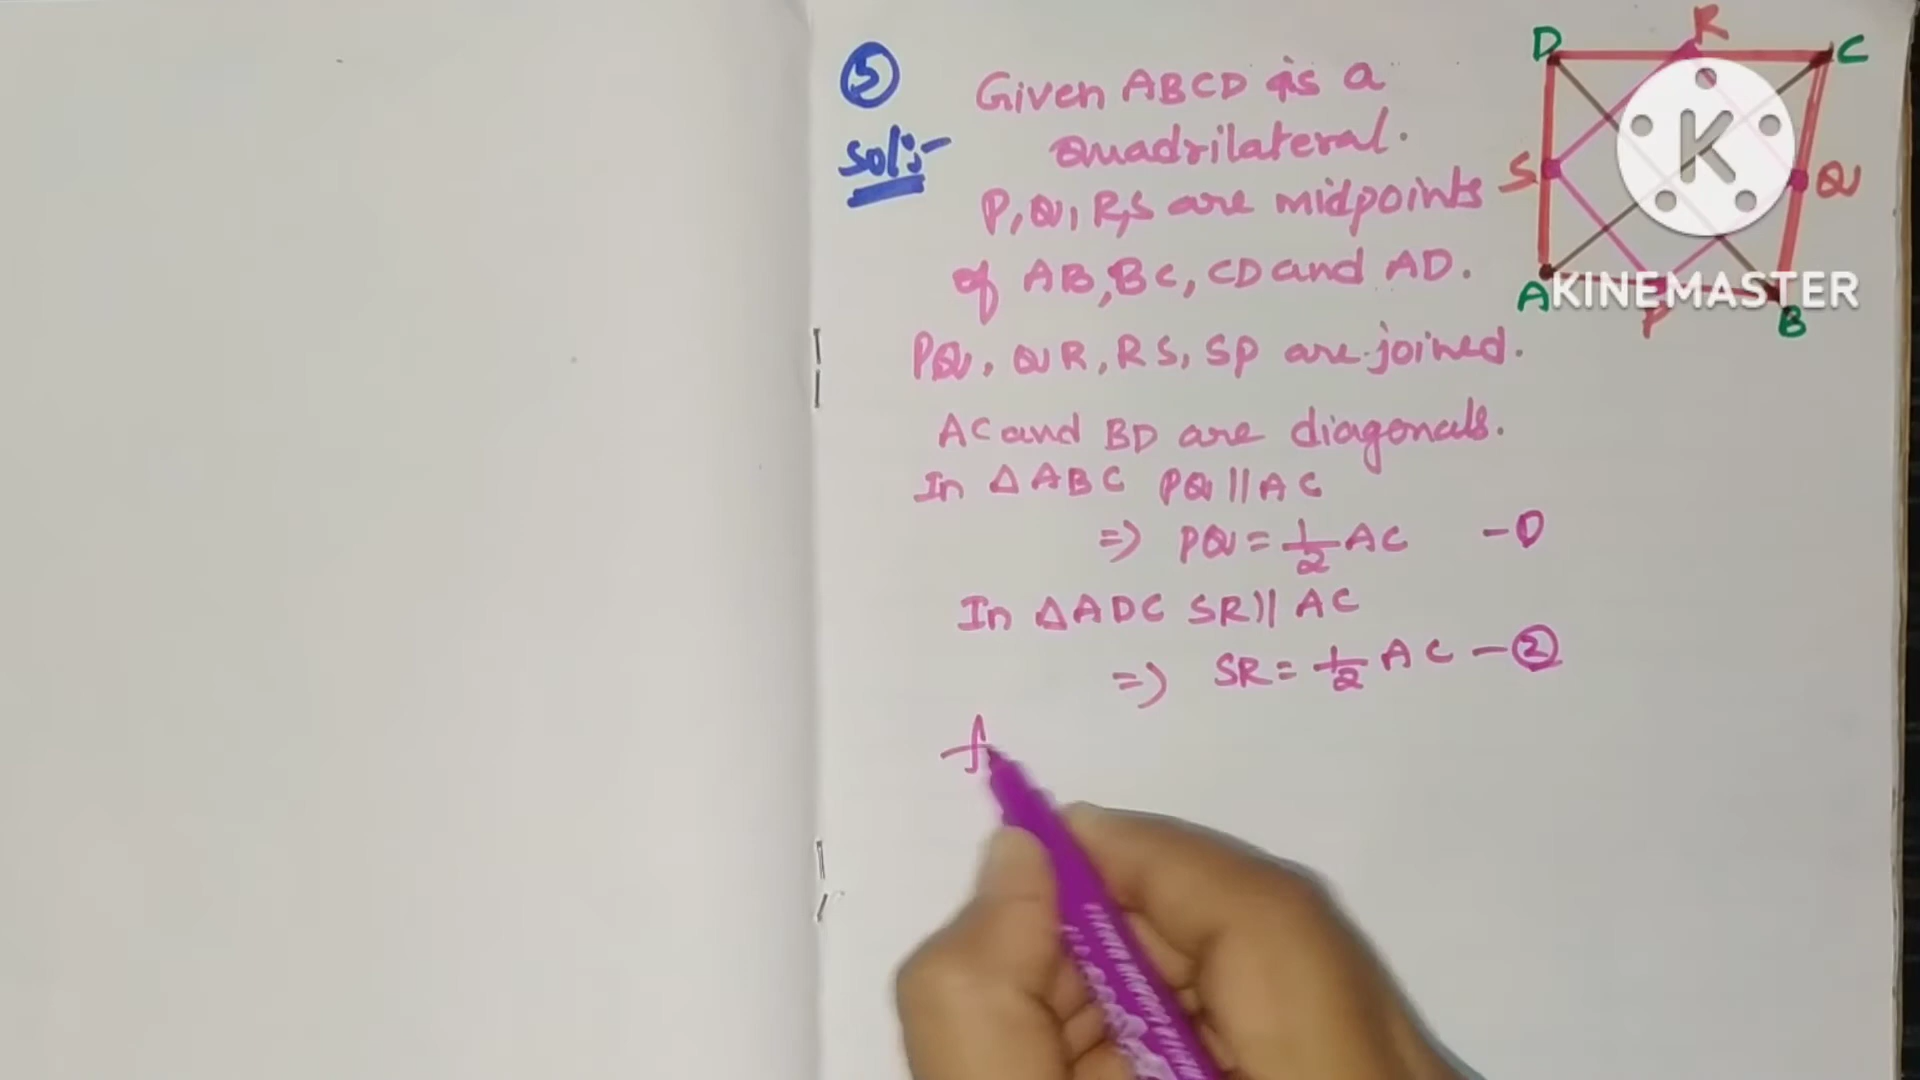 5
Sol:-
Given ABCD is a
Quadrilateral.
P, Q, R, S are midpoints
of AB, BC, CD and AD.
PQ, QR, RS, SP are joined.
AC and BD are diagonals.
In △ABC PQ || AC
=> PQ = 1/2 AC - ①
In △ADC SR || AC
=> SR = 1/2 AC - ②
f
D
R
C
S
Q
A
P
B
K
KINEMASTER